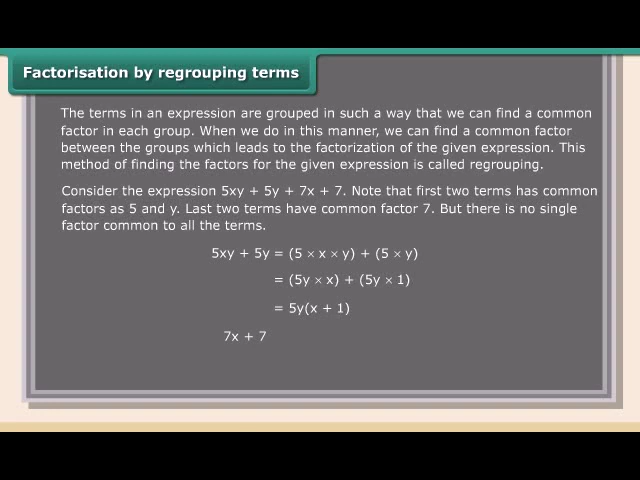 Factorisation by regrouping terms
The terms in an expression are grouped in such a way that we can find a common
factor in each group. When we do in this manner, we can find a common factor
between the groups which leads to the factorization of the given expression. This
method of finding the factors for the given expression is called regrouping.
Consider the expression 5xy + 5y + 7x + 7. Note that first two terms has common
factors as 5 and y. Last two terms have common factor 7. But there is no single
factor common to all the terms.
5xy + 5y = (5 × x × y) + (5 × y)
= (5y × x) + (5y × 1)
= 5y(x + 1)
7x + 7